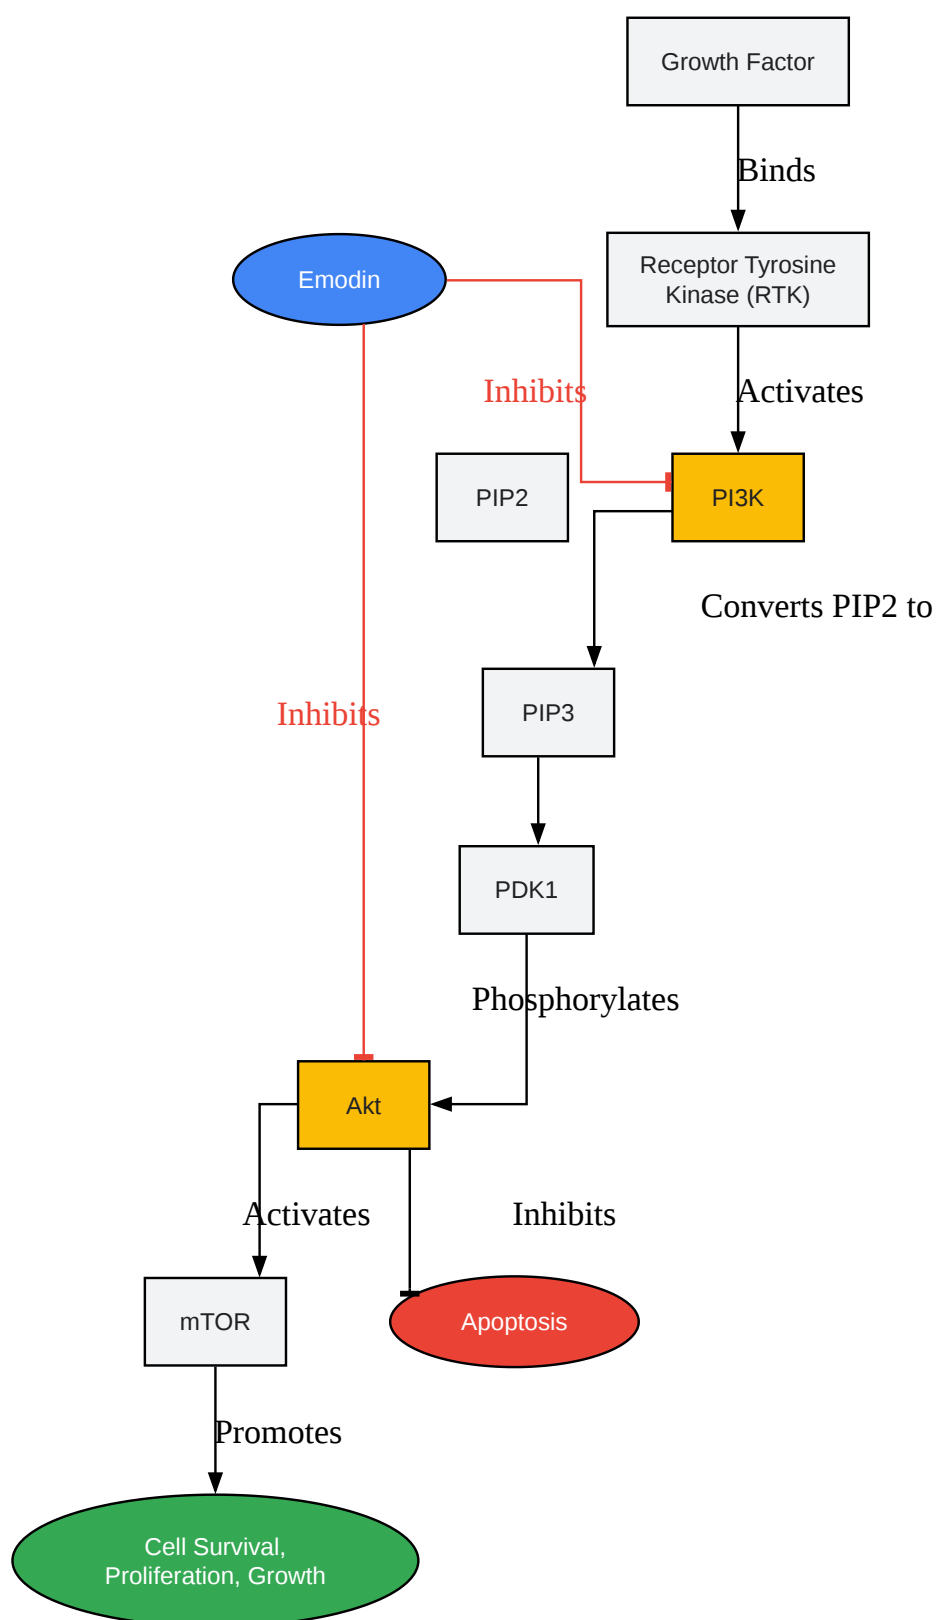 Growth Factor
Binds
Receptor Tyrosine
Kinase (RTK)
Emodin
Inhibits
Activates
PIP2
PI3K
Converts PIP2 to
Inhibits
PIP3
PDK1
Phosphorylates
Akt
Activates
Inhibits
mTOR
Apoptosis
Promotes
Cell Survival,
Proliferation, Growth